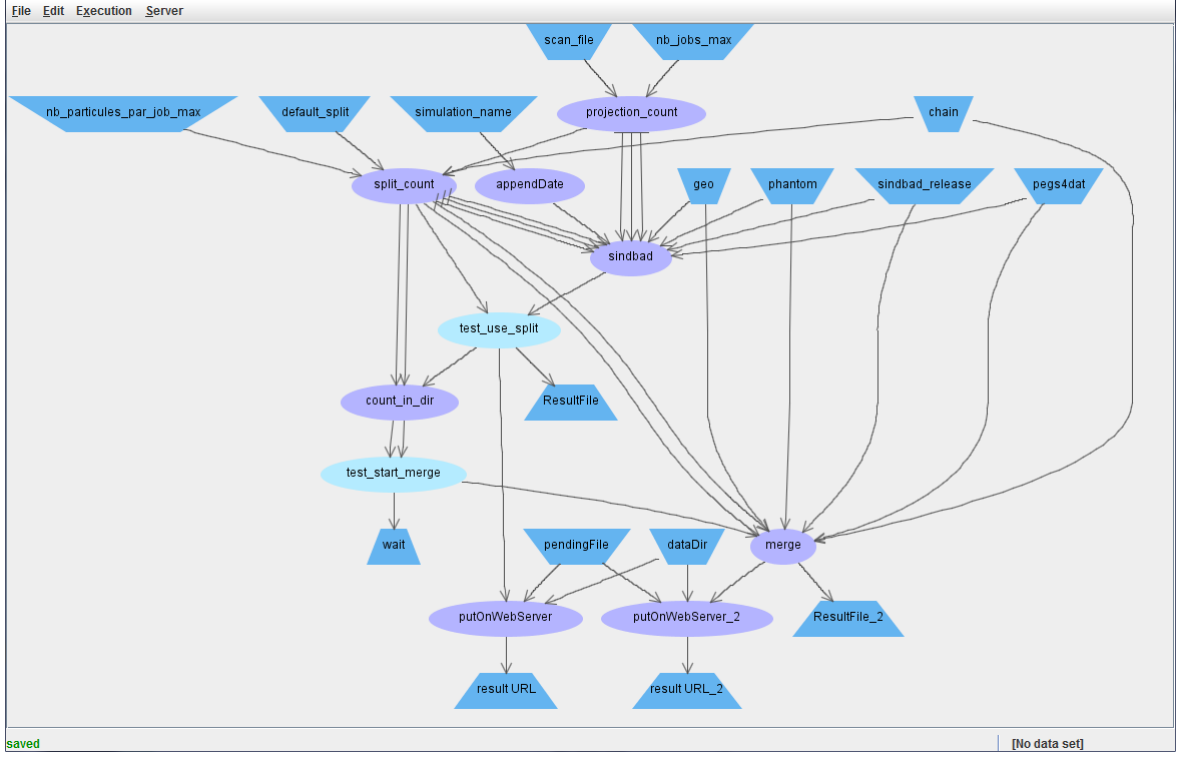 File Edit Execution Server
scan_file nb_jobs_max
nb_particules_par_job_max default_split simulation_name projection_count chain
split_count appendDate geo phantom sindbad_release pegs4dat
sindbad
test_use_split
count_in_dir ResultFile
test_start_merge
wait pendingFile dataDir merge
putOnWebServer putOnWebServer_2 ResultFile_2
result URL result URL_2
saved [No data set]